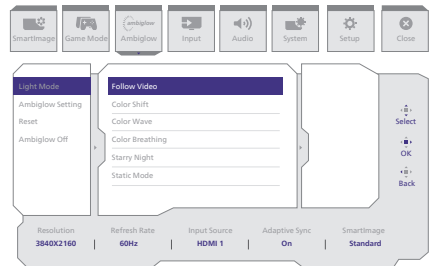 ambiglow
SmartImage Game Mode Ambiglow Input Audio System Setup Close
Light Mode
Ambiglow Setting
Reset
Ambiglow Off
Follow Video
Color Shift
Color Wave
Color Breathing
Starry Night
Static Mode
Select
OK
Back
Resolution Refresh Rate Input Source Adaptive Sync SmartImage
3840X2160 60Hz HDMI 1 On Standard